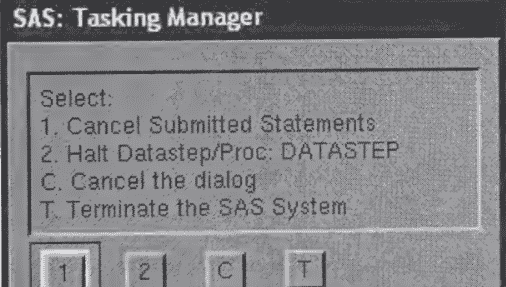 SAS: Tasking Manager
Select:
1. Cancel Submitted Statements
2. Halt Datastep/Proc: DATASTEP
C. Cancel the dialog
T. Terminate the SAS System
1 2 C T